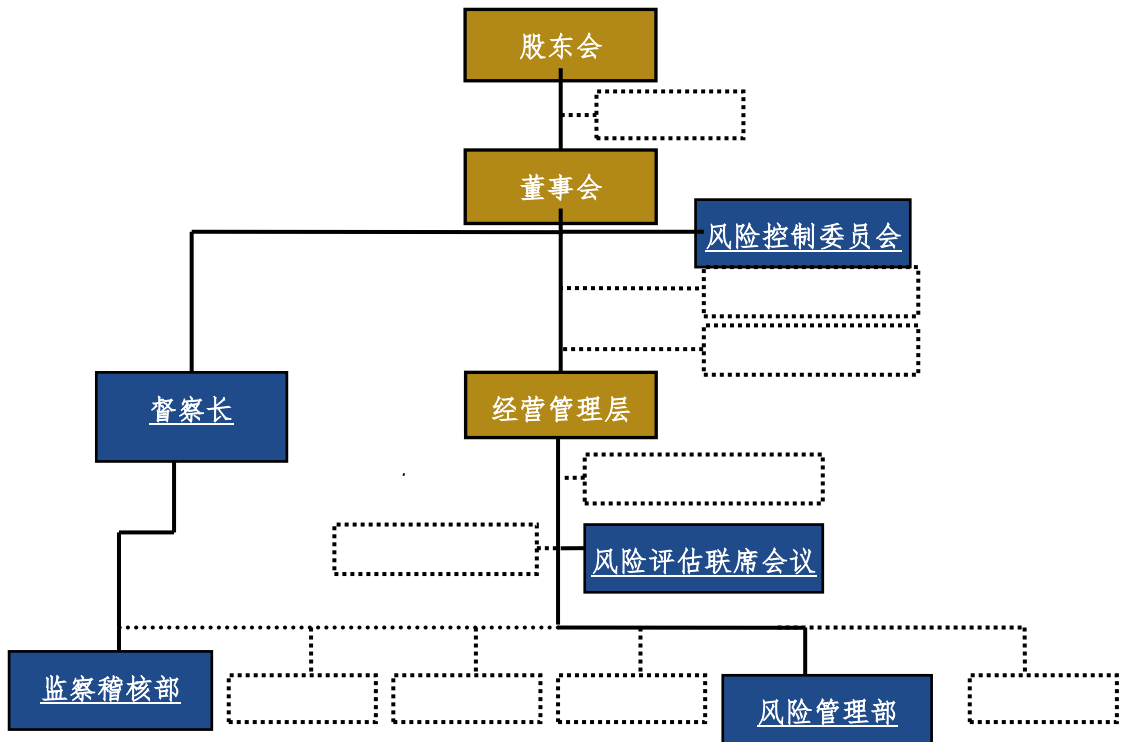 股东会
董事会
风险控制委员会
督察长
经营管理层
风险评估联席会议
监察稽核部
风险管理部